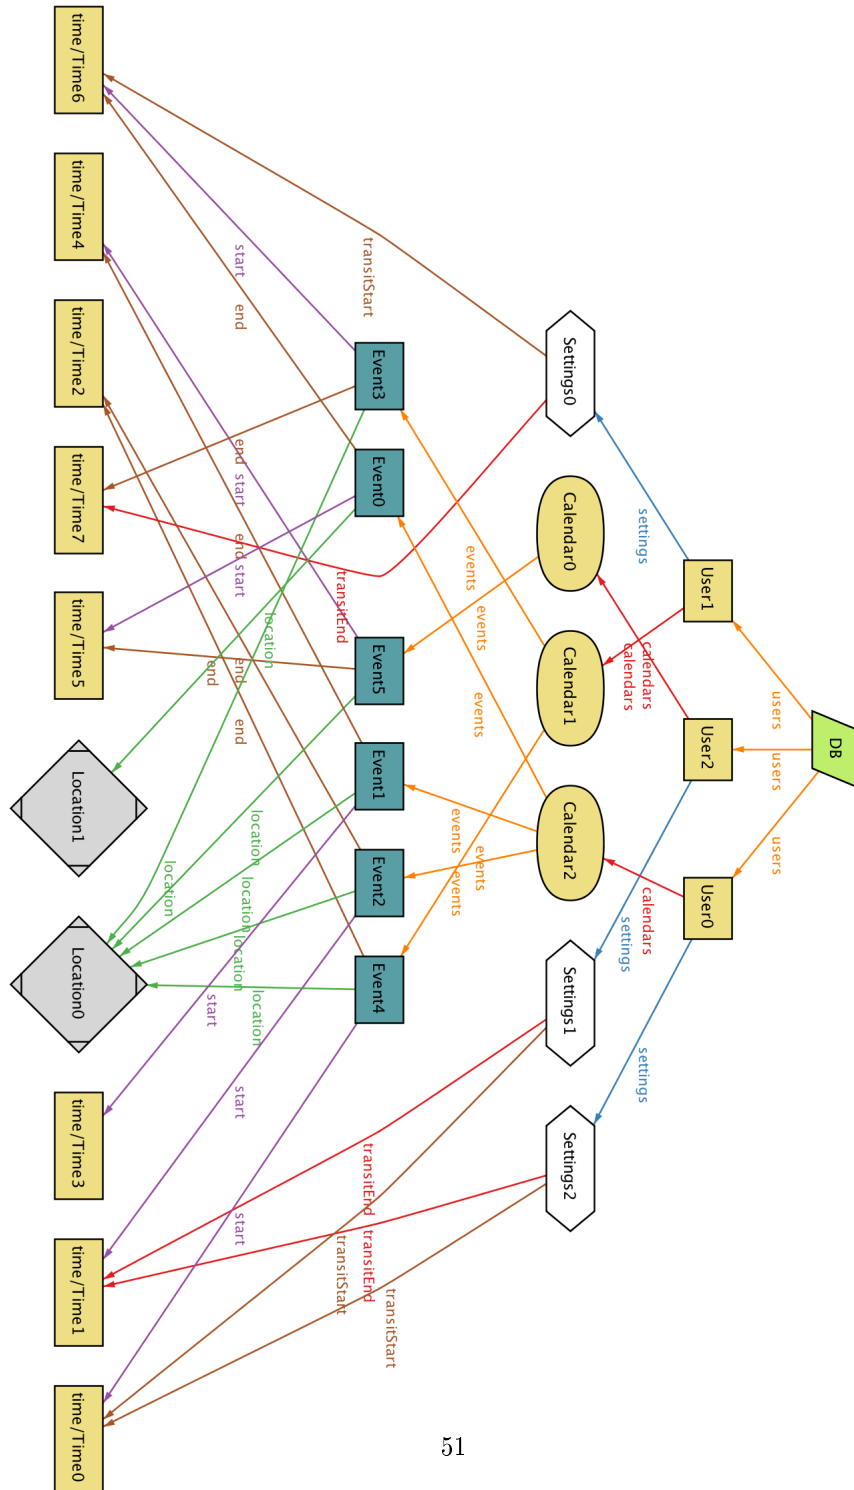 DB
users
users
users
User1
User2
User0
settings
calendars
calendars
calendars
settings
settings
Settings0
Calendar0
Calendar1
Calendar2
Settings1
Settings2
events
events
events
events
events
events
transitStart
transitEnd
transitEnd
transitStart
transitEnd
transitStart
Event3
Event0
Event5
Event1
Event2
Event4
start
end
end
start
end
start
location
end
end
end
location
location
location
location
location
start
start
start
time/Time6
time/Time4
time/Time2
time/Time7
time/Time5
Location1
Location0
time/Time3
time/Time1
time/Time0
51